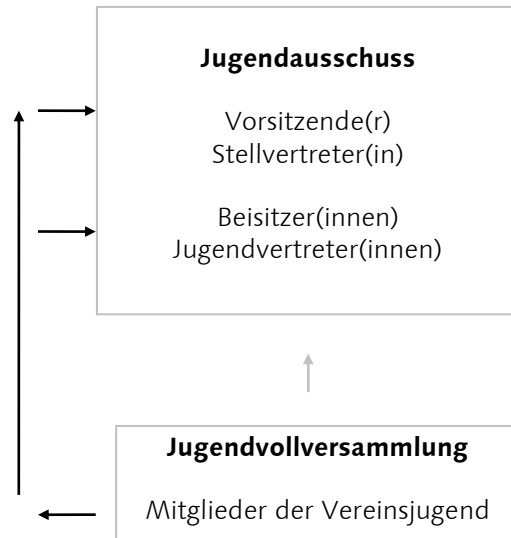 Jugendausschuss
Vorsitzende(r)
Stellvertreter(in)
Beisitzer(innen)
Jugendvertreter(innen)
Jugendvollversammlung
Mitglieder der Vereinsjugend